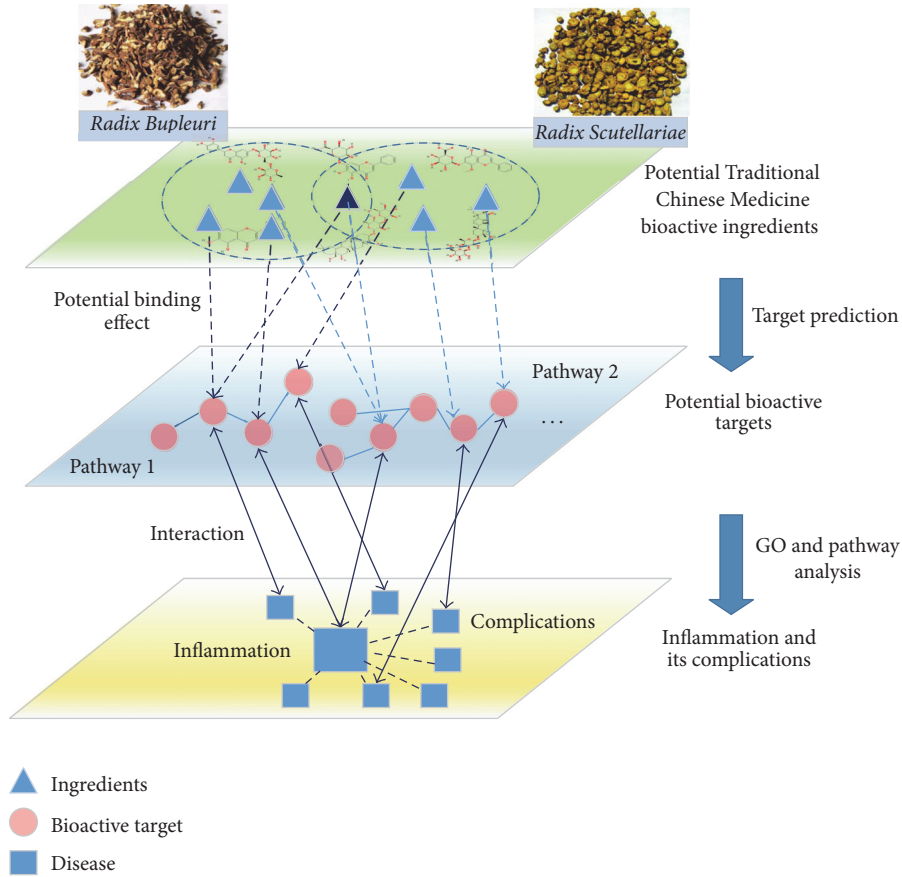 Radix Bupleuri
Radix Scutellariae
Potential Traditional
Chinese Medicine
bioactive ingredients
Potential binding
effect
Target prediction
Pathway 2
Potential bioactive
targets
...
Pathway 1
Interaction
GO and pathway
analysis
Complications
Inflammation
Inflammation and
its complications
Ingredients
Bioactive target
Disease